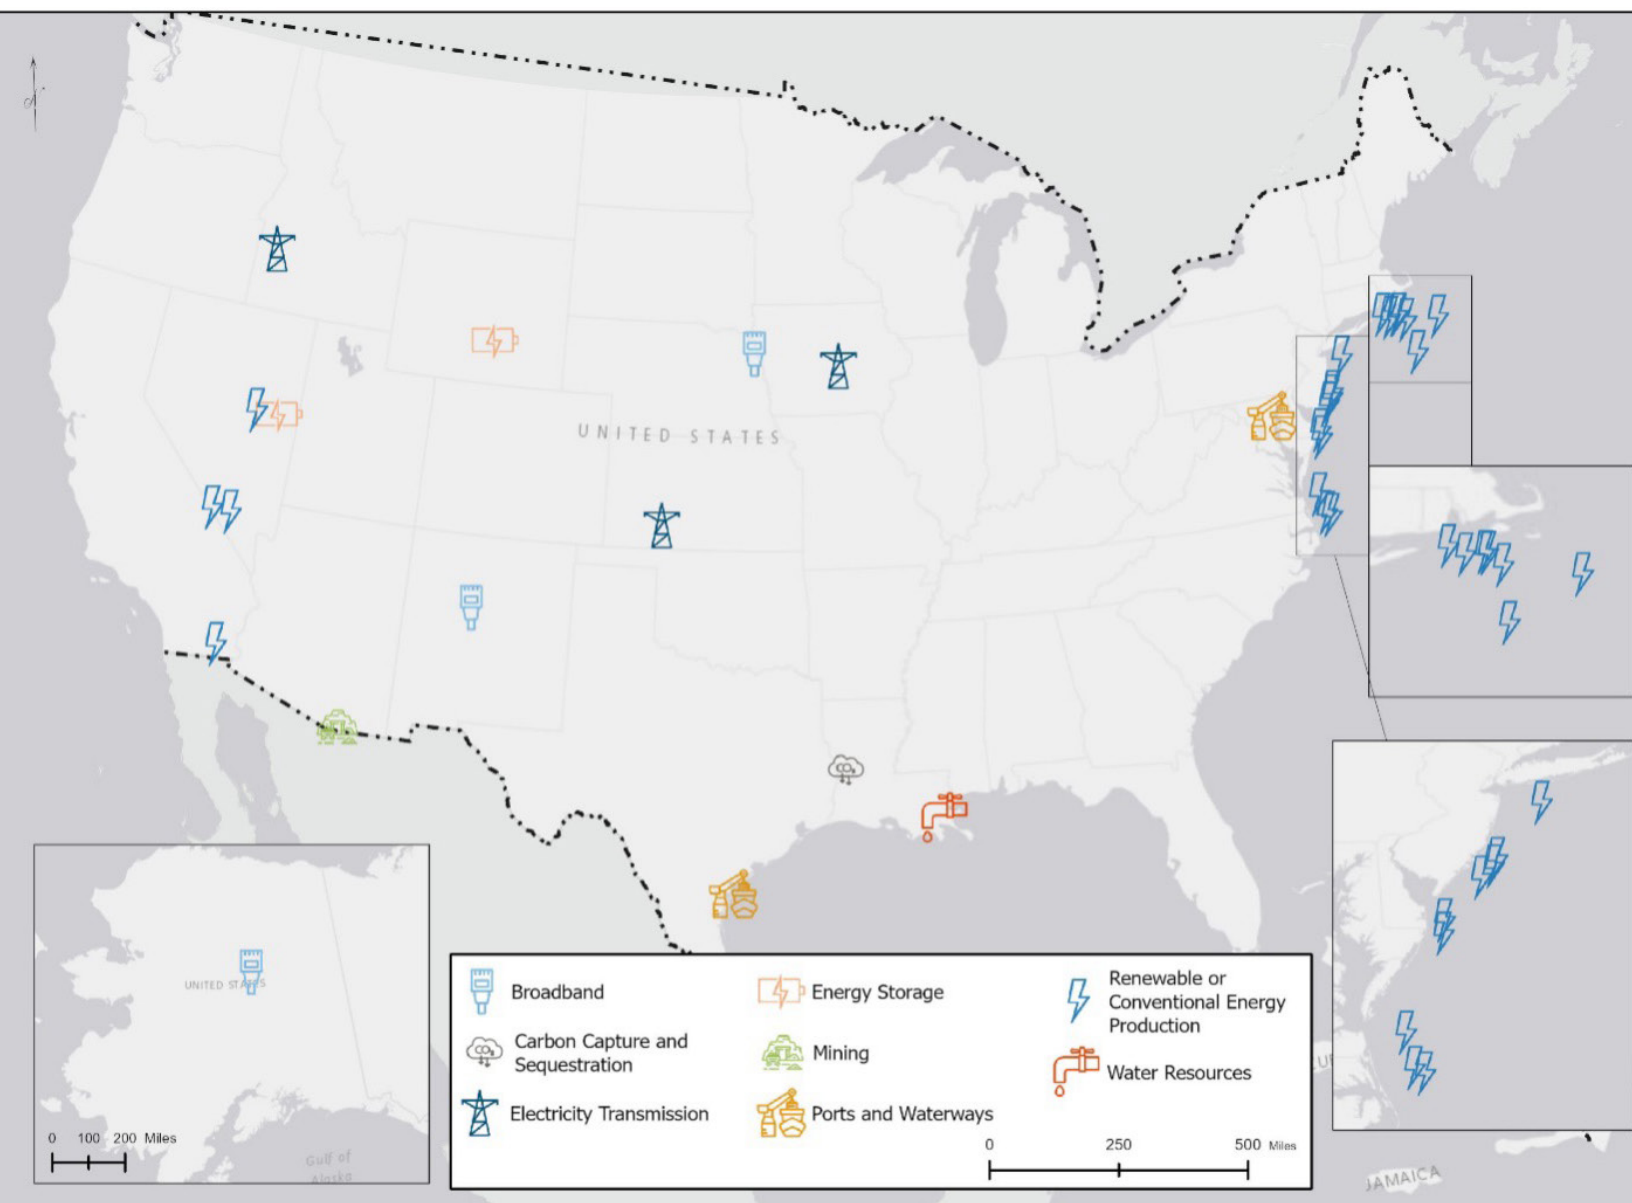 UNITED STATES
UNITED STATES
0 100 200 Miles
Gulf of
Alaska
Broadband
Carbon Capture and
Sequestration
Electricity Transmission
Energy Storage
Mining
Ports and Waterways
Renewable or
Conventional Energy
Production
Water Resources
0 250 500 Miles
JAMAICA